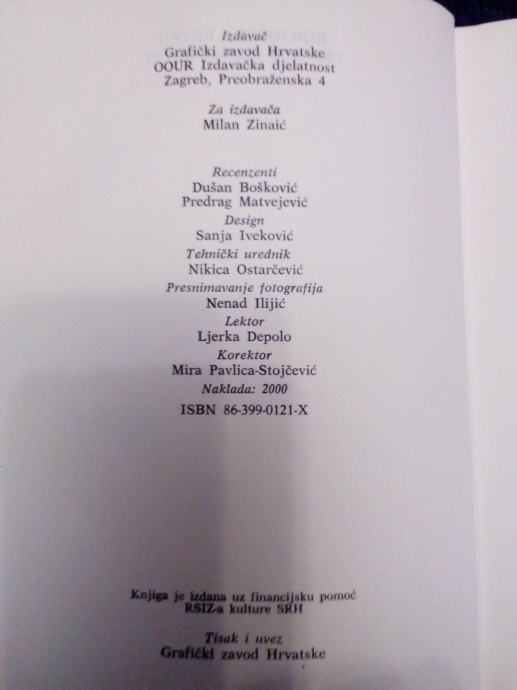 Izdavač
Grafički zavod Hrvatske
OOUR Izdavačka djelatnost
Zagreb, Preobraženska 4
Za izdavača
Milan Zinaić
Recenzenti
Dušan Bošković
Predrag Matvejević
Design
Sanja Iveković
Tehnički urednik
Nikica Ostarčević
Presnimavanje fotografija
Nenad Ilijić
Lektor
Ljerka Depolo
Korektor
Mira Pavlica-Stojčević
Naklada: 2000
ISBN 86-399-0121-X
Knjiga je izdana uz financijsku pomoć
RSIZ-a kulture SRH
Tisak i uvez
Grafički zavod Hrvatske